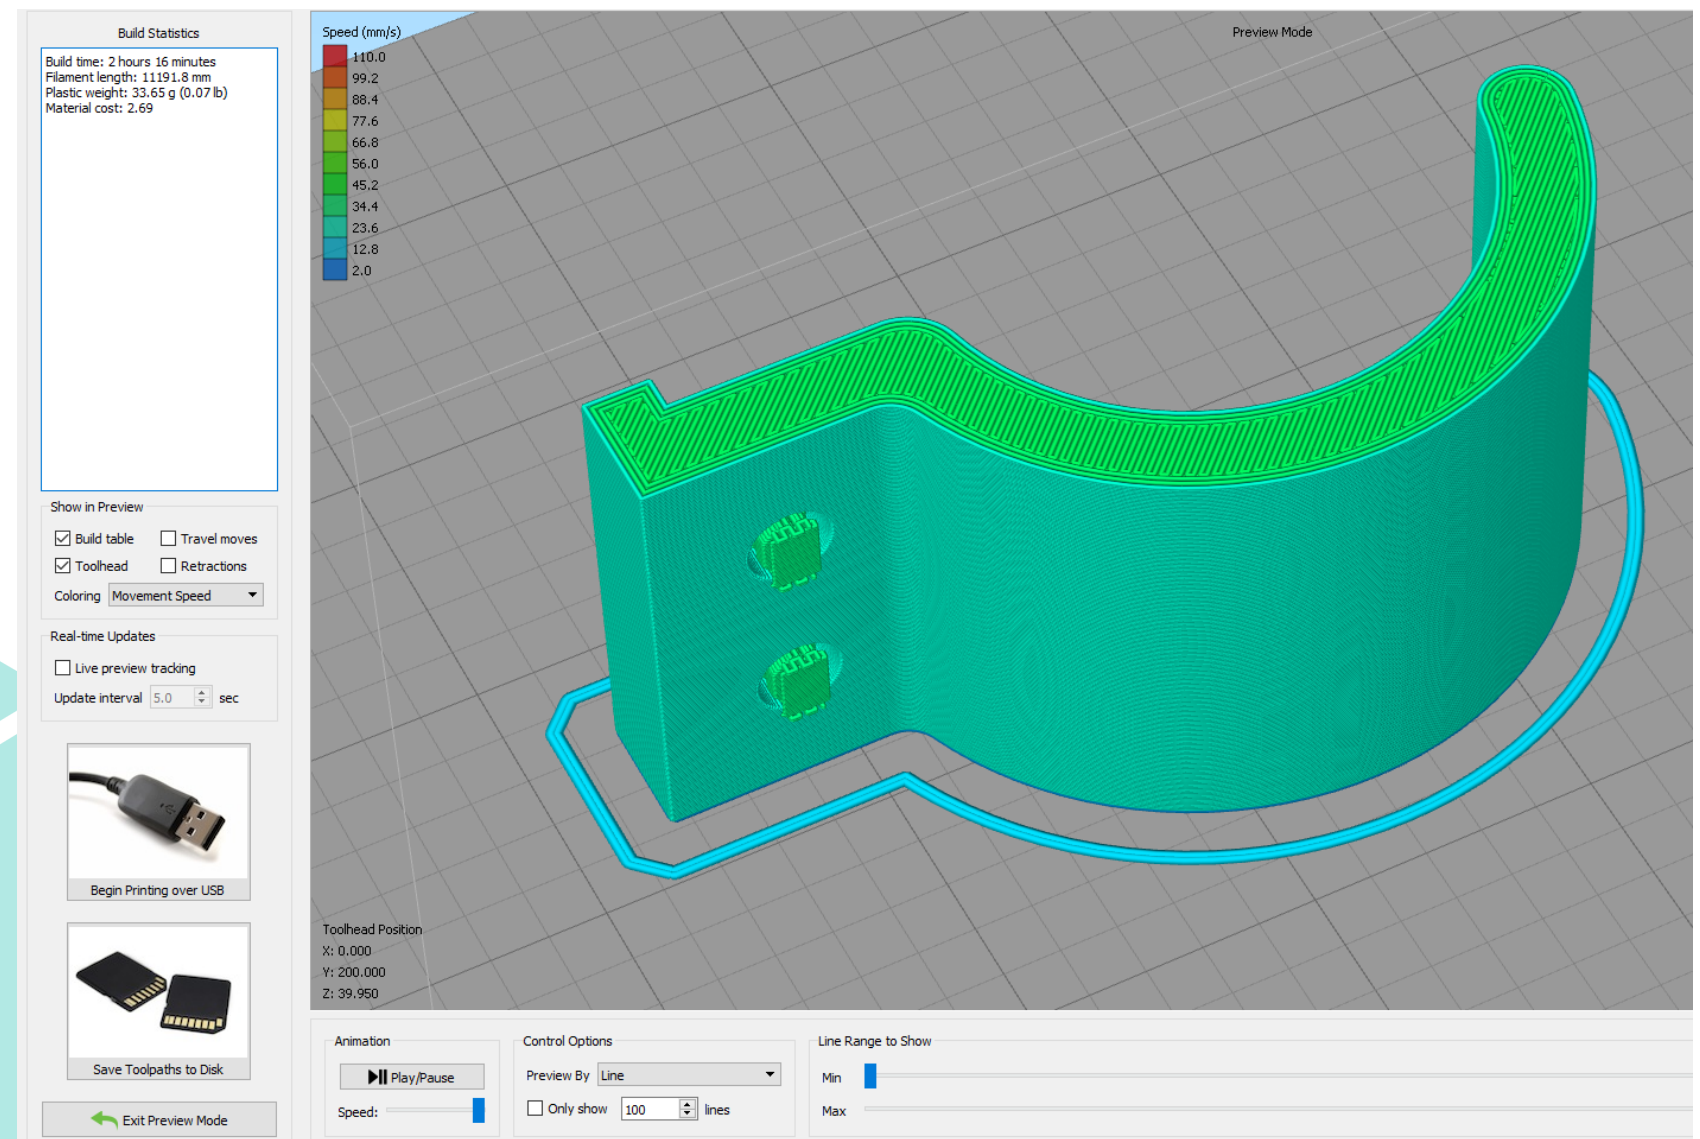 Build Statistics
Build time: 2 hours 16 minutes
Filament length: 11191.8 mm
Plastic weight: 33.65 g (0.07 lb)
Material cost: 2.69
Show in Preview
Build table
Travel moves
Toolhead
Retractions
Coloring Movement Speed
Real-time Updates
Live preview tracking
Update interval 5.0 sec
Begin Printing over USB
Save Toolpaths to Disk
Exit Preview Mode
Speed (mm/s)
110.0
99.2
88.4
77.6
66.8
56.0
45.2
34.4
23.6
12.8
2.0
Preview Mode
Toolhead Position
X: 0.000
Y: 200.000
Z: 39.950
Animation
Play/Pause
Speed:
Control Options
Preview By Line
Only show 100 lines
Line Range to Show
Min
Max